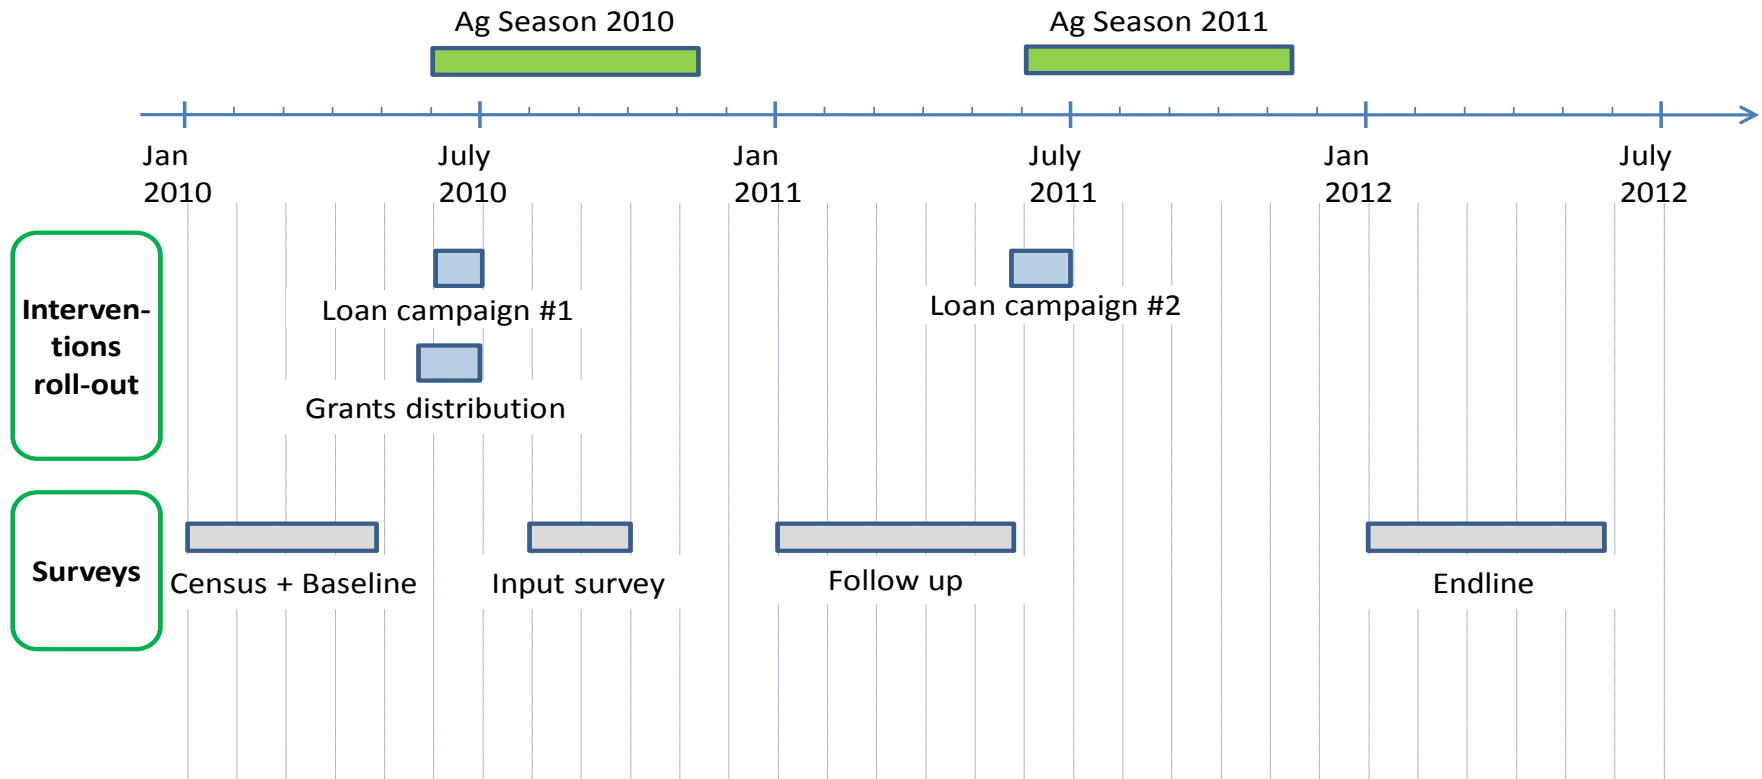 Ag Season 2010
Ag Season 2011
Jan
2010
July
2010
Jan
2011
July
2011
Jan
2012
July
2012
Interven-
tions
roll-out
Loan campaign #1
Loan campaign #2
Grants distribution
Surveys
Census + Baseline
Input survey
Follow up
Endline